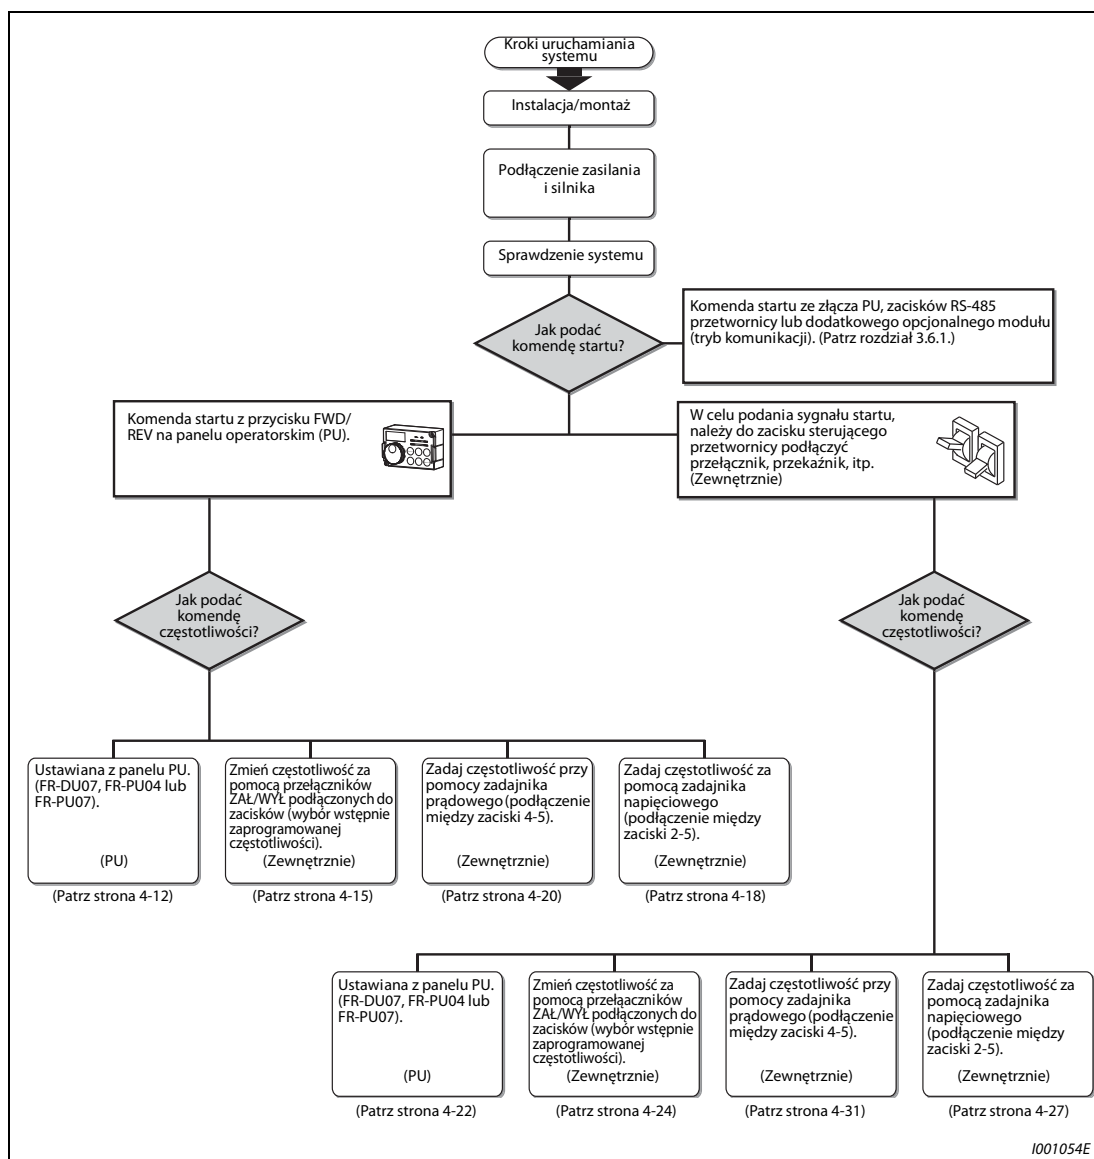 Kroki uruchamiania
systemu
Instalacja/montaż
Podłączenie zasilania
i silnika
Sprawdzenie systemu
Jak podać
komendę startu?
Komenda startu ze złącza PU, zacisków RS-485
przetwornicy lub dodatkowego opcjonalnego modułu
(tryb komunikacji). (Patrz rozdział 3.6.1.)
Komenda startu z przycisku FWD/
REV na panelu operatorskim (PU).
W celu podania sygnału startu,
należy do zacisku sterującego
przetwornicy podłączyć
przełącznik, przekaźnik, itp.
(Zewnętrznie)
Jak podać
komendę
częstotliwości?
Jak podać
komendę
częstotliwości?
Ustawiana z panelu PU.
(FR-DU07, FR-PU04 lub
FR-PU07).
(PU)
(Patrz strona 4-12)
Zmień częstotliwość za
pomocą przełączników
ZAŁ/WYŁ podłączonych do
zacisków (wybór wstępnie
zaprogramowanej
częstotliwości).
(Zewnętrznie)
(Patrz strona 4-15)
Zadaj częstotliwość przy
pomocy zadajnika
prądowego (podłączenie
między zaciski 4-5).
(Zewnętrznie)
(Patrz strona 4-20)
Zadaj częstotliwość za
pomocą zadajnika
napięciowego
(podłączenie między
zaciski 2-5).
(Zewnętrznie)
(Patrz strona 4-18)
Ustawiana z panelu PU.
(FR-DU07, FR-PU04 lub
FR-PU07).
(PU)
(Patrz strona 4-22)
Zmień częstotliwość za
pomocą przełączników
ZAŁ/WYŁ podłączonych do
zacisków (wybór wstępnie
zaprogramowanej
częstotliwości).
(Zewnętrznie)
(Patrz strona 4-24)
Zadaj częstotliwość przy
pomocy zadajnika
prądowego (podłączenie
między zaciski 4-5).
(Zewnętrznie)
(Patrz strona 4-31)
Zadaj częstotliwość za
pomocą zadajnika
napięciowego
(podłączenie między
zaciski 2-5).
(Zewnętrznie)
(Patrz strona 4-27)
I001054E